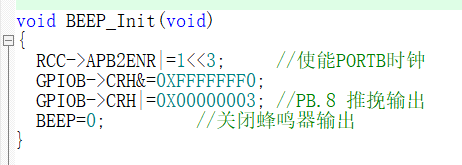 void BEEP_Init(void)
{
RCC->APB2ENR|=1<<3; //使能PORTB时钟
GPIOB->CRH&=0XFFFFFFF0;
GPIOB->CRH|=0X00000003; //PB.8 推挽输出
BEEP=0; //关闭蜂鸣器输出
}